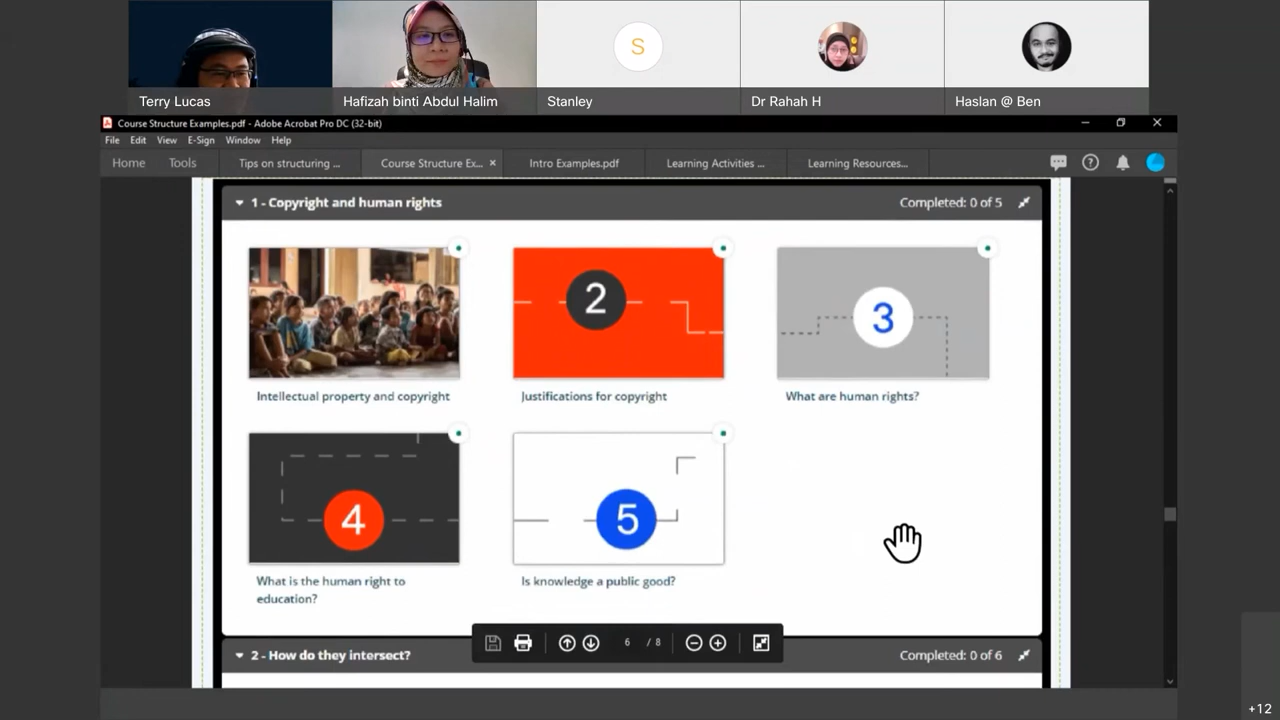 S
Terry Lucas
Hafizah binti Abdul Halim
Stanley
Dr Rahah H
Haslan @ Ben
Course Structure Examples.pdf - Adobe Acrobat Pro DC (32-bit)
File Edit View E-Sign Window Help
Home Tools Tips on structuring ... Course Structure Ex... × Intro Examples.pdf Learning Activities ... Learning Resources...
1 - Copyright and human rights Completed: 0 of 5
2
3
Intellectual property and copyright
Justifications for copyright
What are human rights?
4
5
What is the human right to
education?
Is knowledge a public good?
6 / 8
2 - How do they intersect? Completed: 0 of 6
+12